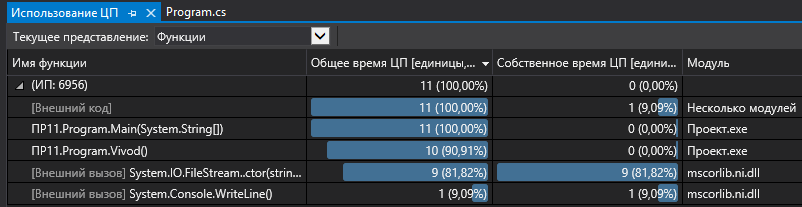 Использование ЦП Program.cs
Текущее представление: Функции
Имя функции Общее время ЦП [единицы,... Собственное время ЦП [едини... Модуль
(ИП: 6956) 11 (100,00%) 0 (0,00%)
[Внешний код] 11 (100,00%) 1 (9,09%) Несколько модулей
ПР11.Program.Main(System.String[]) 11 (100,00%) 0 (0,00%) Проект.exe
ПР11.Program.Vivod() 10 (90,91%) 0 (0,00%) Проект.exe
[Внешний вызов] System.IO.FileStream..ctor(strin... 9 (81,82%) 9 (81,82%) mscorlib.ni.dll
[Внешний вызов] System.Console.WriteLine() 1 (9,09%) 1 (9,09%) mscorlib.ni.dll